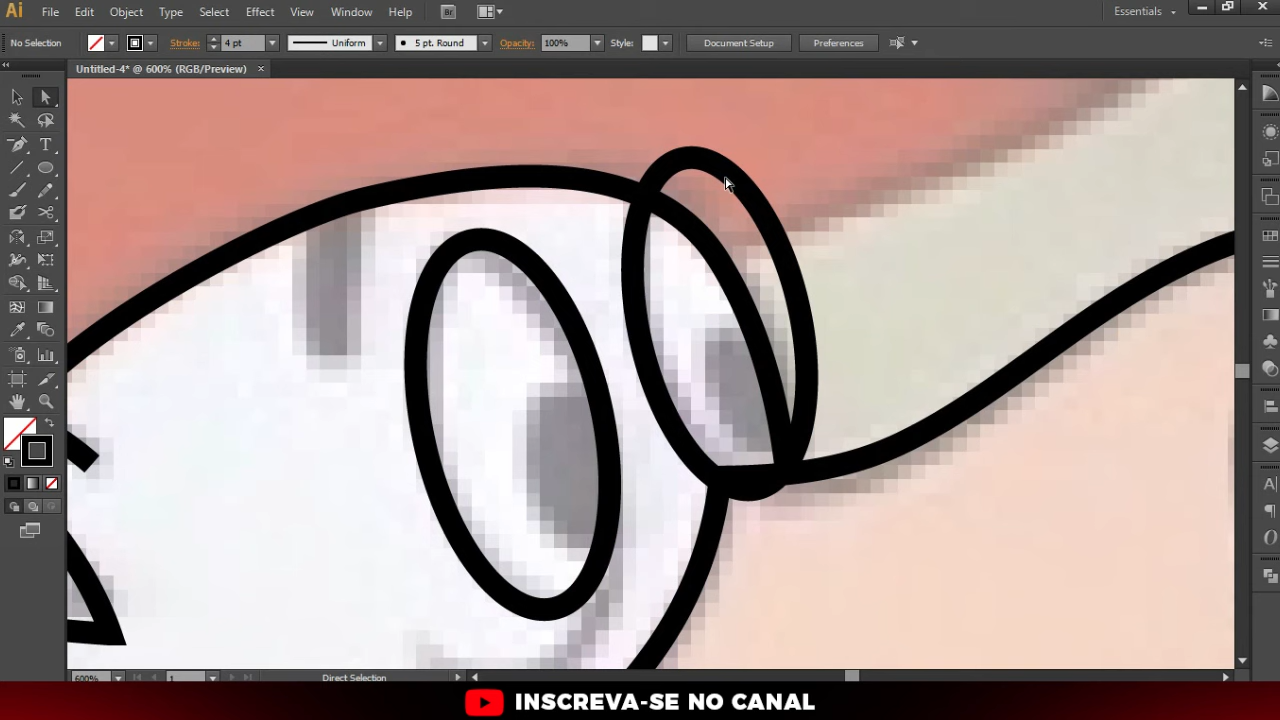 Ai File Edit Object Type Select Effect View Window Help Br Essentials
No Selection Stroke: 4 pt Uniform 5 pt. Round Opacity: 100% Style: Document Setup Preferences
Untitled-4* @ 600% (RGB/Preview) ×
T
A
600% 1 Direct Selection
INSCREVA-SE NO CANAL